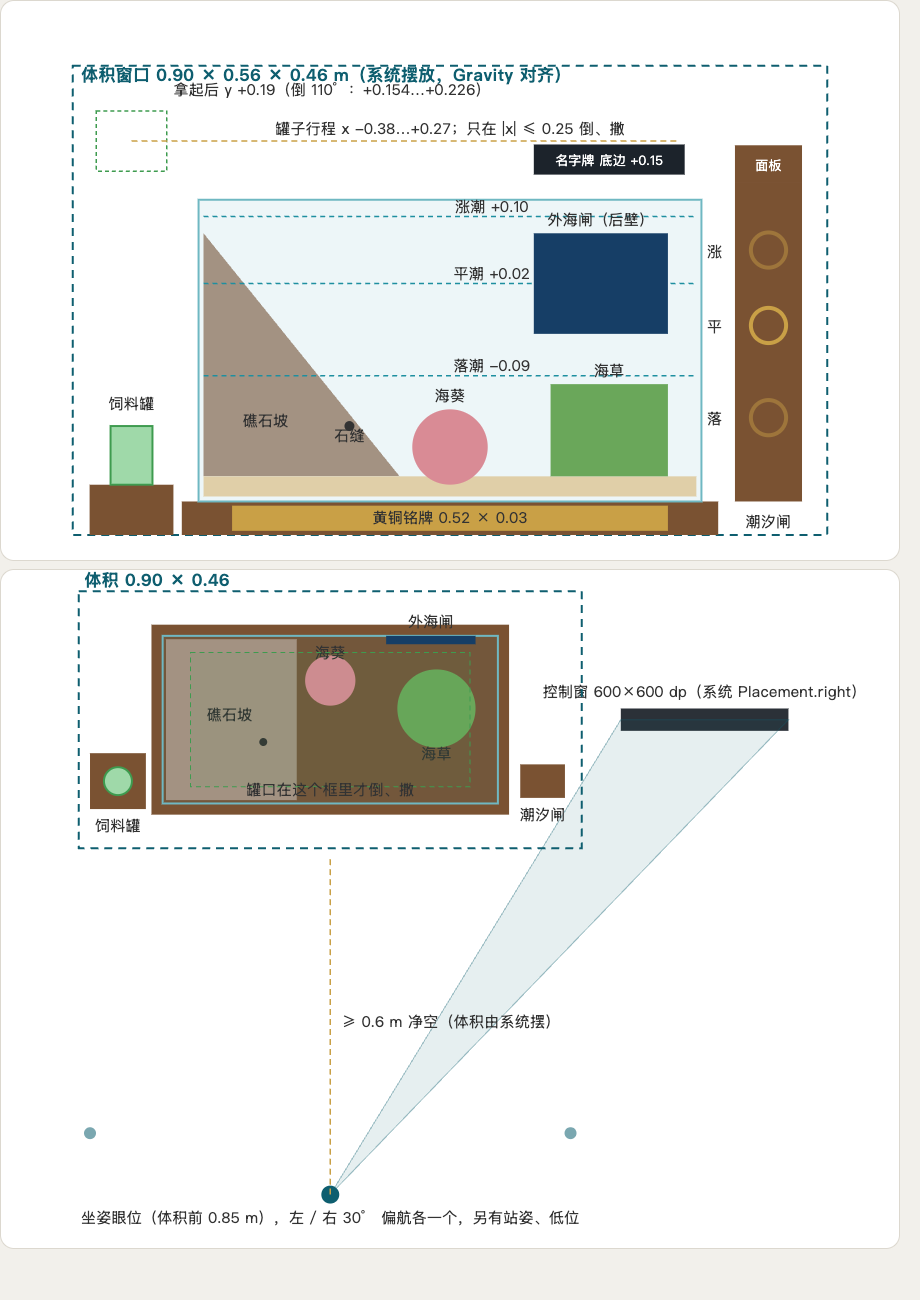 体积窗口 0.90 × 0.56 × 0.46 m（系统摆放，Gravity 对齐）
拿起后 y +0.19（倒 110°：+0.154…+0.226）
罐子行程 x −0.38…+0.27；只在 |x| ≤ 0.25 倒、撒
名字牌 底边 +0.15
面板
涨潮 +0.10
外海闸（后壁）
涨
平潮 +0.02
平
落潮 −0.09
海草
海葵
饲料罐
礁石坡
石缝
落
黄铜铭牌 0.52 × 0.03
潮汐闸
体积 0.90 × 0.46
外海闸
海葵
控制窗 600×600 dp（系统 Placement.right）
礁石坡
海草
罐口在这个框里才倒、撒
潮汐闸
饲料罐
≥ 0.6 m 净空（体积由系统摆）
坐姿眼位（体积前 0.85 m），左 / 右 30° 偏航各一个，另有站姿、低位